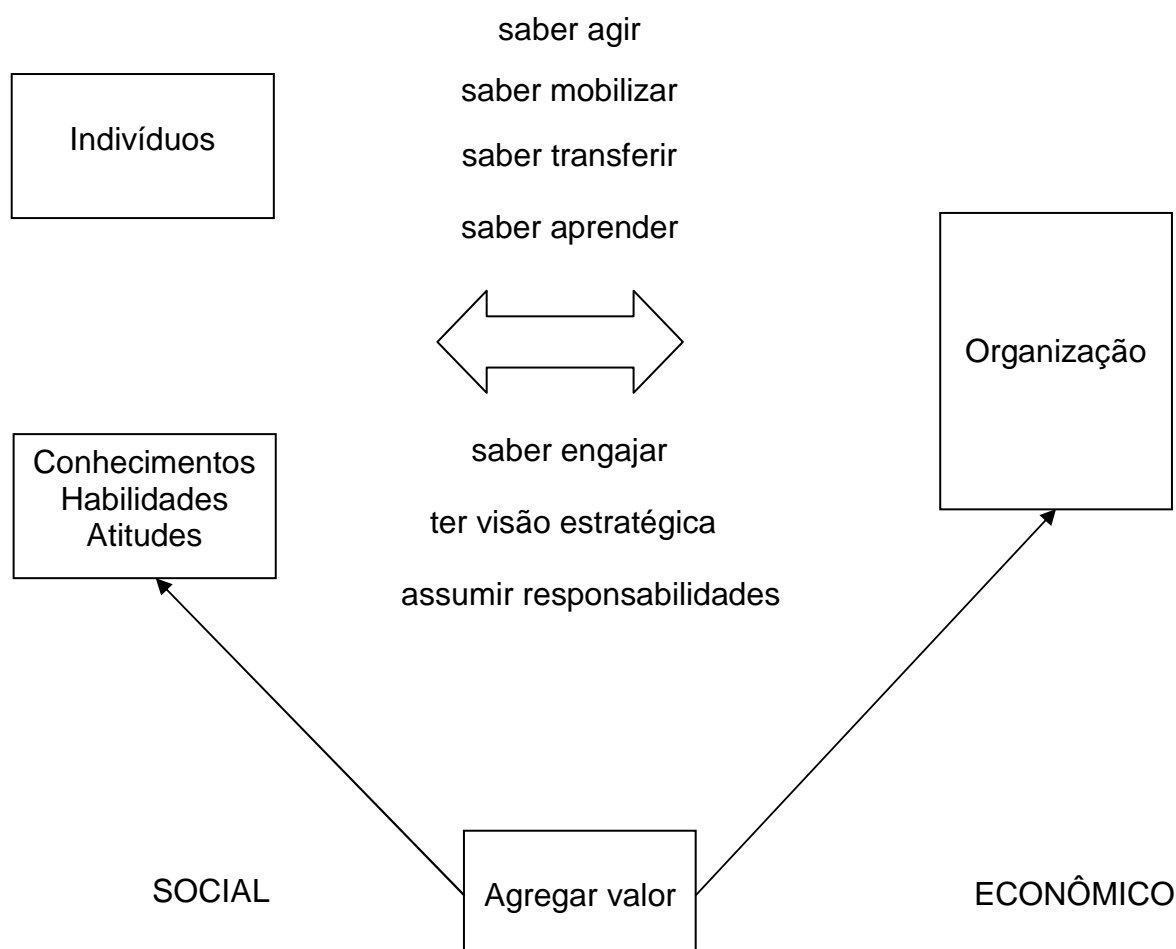 saber agir
saber mobilizar
Indivíduos
saber transferir
saber aprender
Organização
saber engajar
Conhecimentos
Habilidades
Atitudes
ter visão estratégica
assumir responsabilidades
SOCIAL
Agregar valor
ECONÔMICO